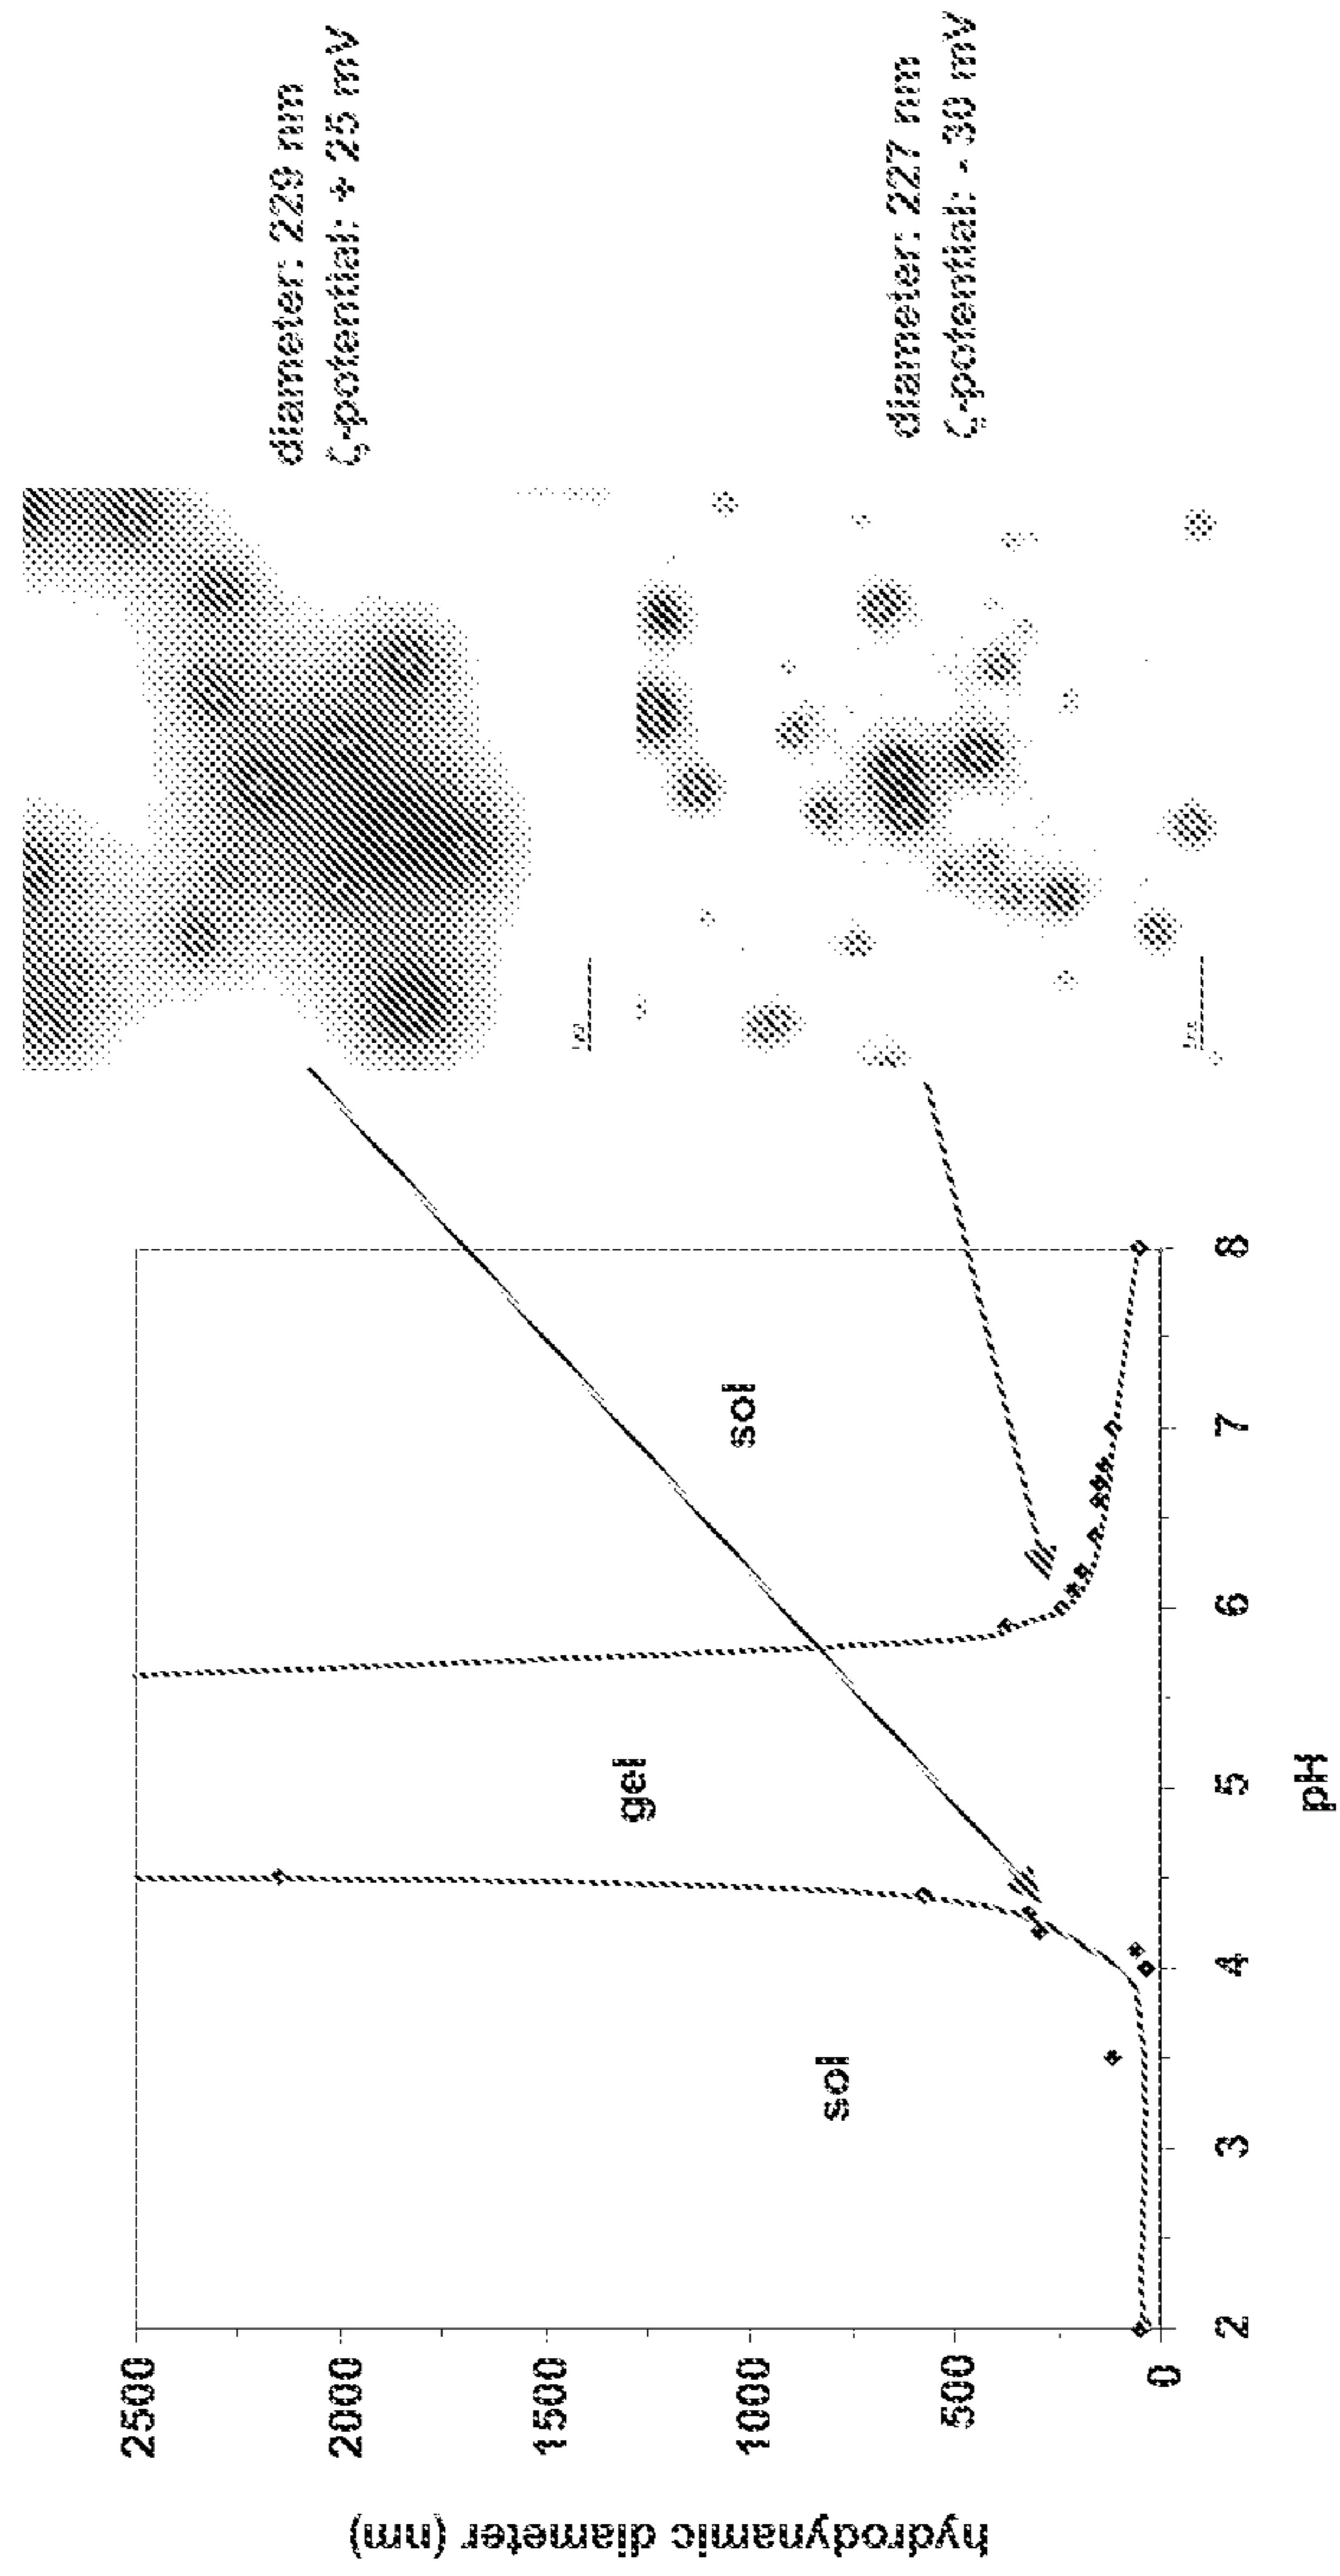 diameter: 229 nm
ζ-potential: + 25 mV
diameter: 227 nm
ζ-potential: - 30 mV
hydrodynamic diameter (nm)
2500
2000
1500
1000
500
0
sol
gel
sol
2 3 4 5 6 7 8
pH